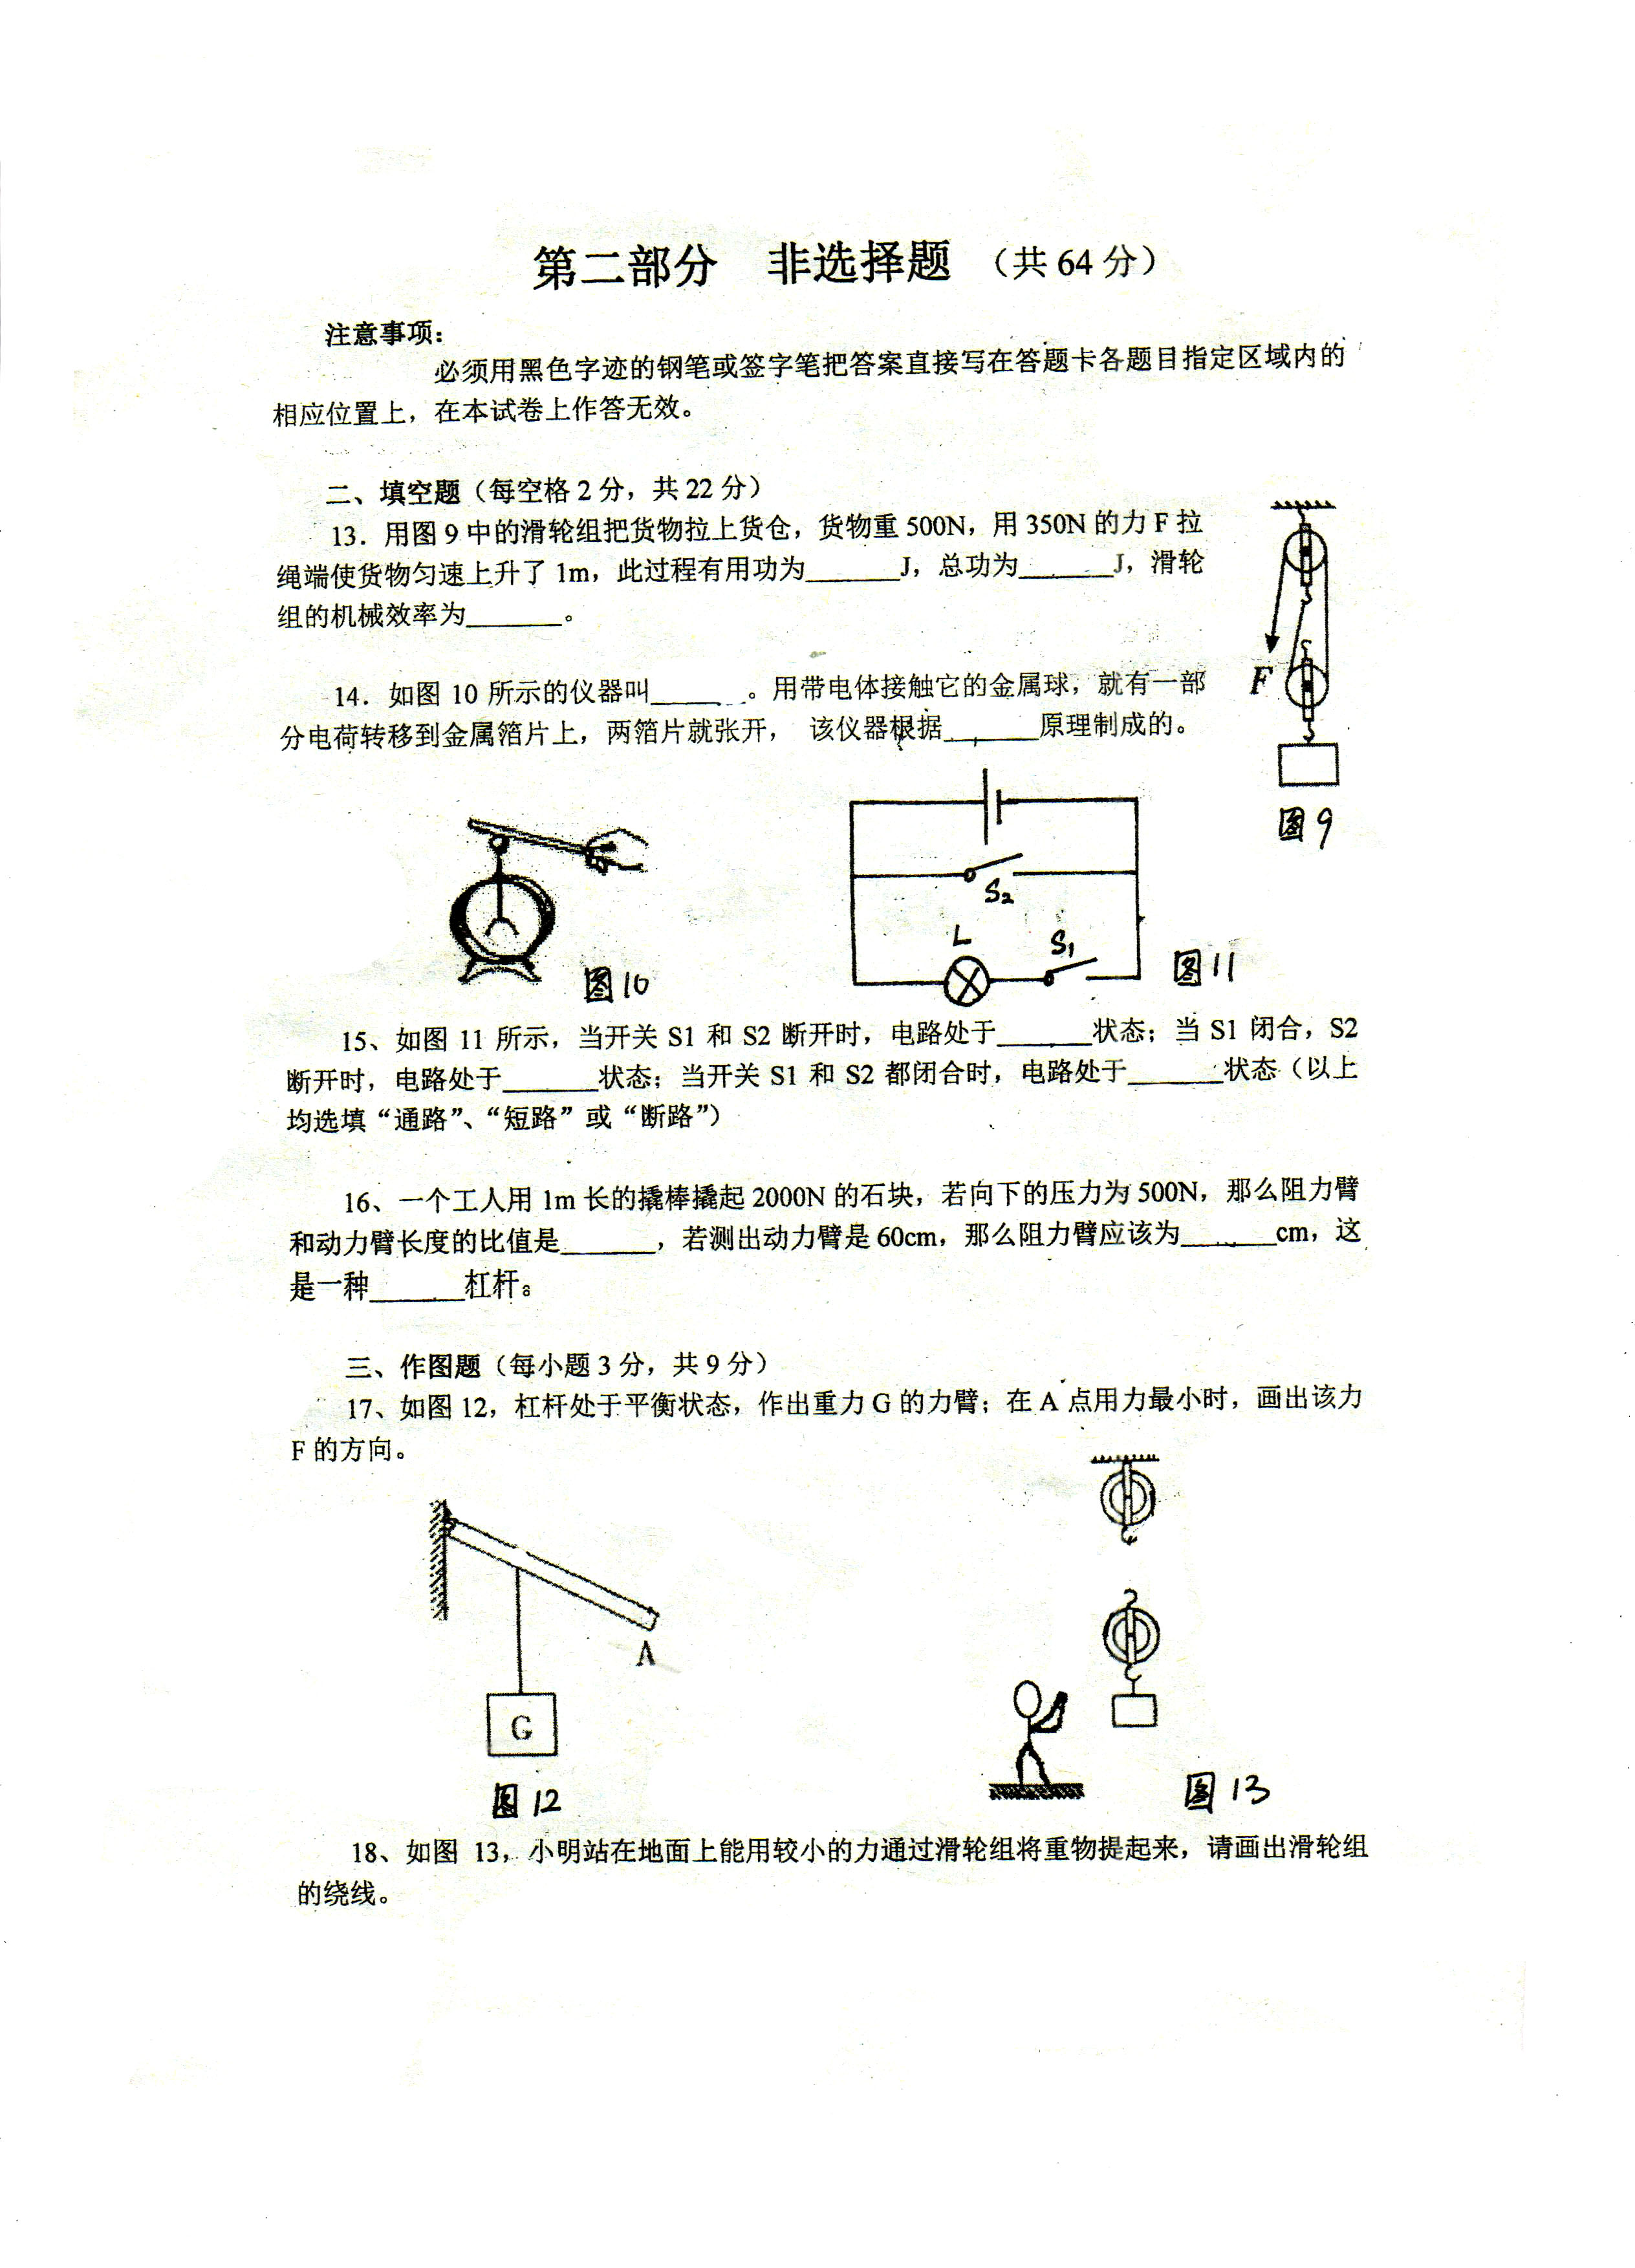 第二部分 非选择题 (共 64 分)
注意事项:
必须用黑色字迹的钢笔或签字笔把答案直接写在答题卡各题目指定区域内的
相应位置上，在本试卷上作答无效。
二、填空题（每空格 2 分，共 22 分）
13．用图 9 中的滑轮组把货物拉上货仓，货物重 500N，用 350N 的力 F 拉
绳端使货物匀速上升了 1m，此过程有用功为_______J，总功为_______J，滑轮
组的机械效率为_______。
F
14．如图 10 所示的仪器叫_______。用带电体接触它的金属球，就有一部
分电荷转移到金属箔片上，两箔片就张开， 该仪器根据_______原理制成的。
图 9
S2
L
S1
图 10
图 11
15、如图 11 所示，当开关 S1 和 S2 断开时，电路处于_______状态；当 S1 闭合，S2
断开时，电路处于_______状态；当开关 S1 和 S2 都闭合时，电路处于_______状态（以上
均选填“通路”、“短路”或“断路”）
16、一个工人用 1m 长的撬棒撬起 2000N 的石块，若向下的压力为 500N，那么阻力臂
和动力臂长度的比值是_______，若测出动力臂是 60cm，那么阻力臂应该为_______cm，这
是一种_______杠杆。
三、作图题（每小题 3 分，共 9 分）
17、如图 12，杠杆处于平衡状态，作出重力 G 的力臂；在 A 点用力最小时，画出该力
F 的方向。
A
G
图 12
图 13
18、如图 13，小明站在地面上能用较小的力通过滑轮组将重物提起来，请画出滑轮组
的绕线。